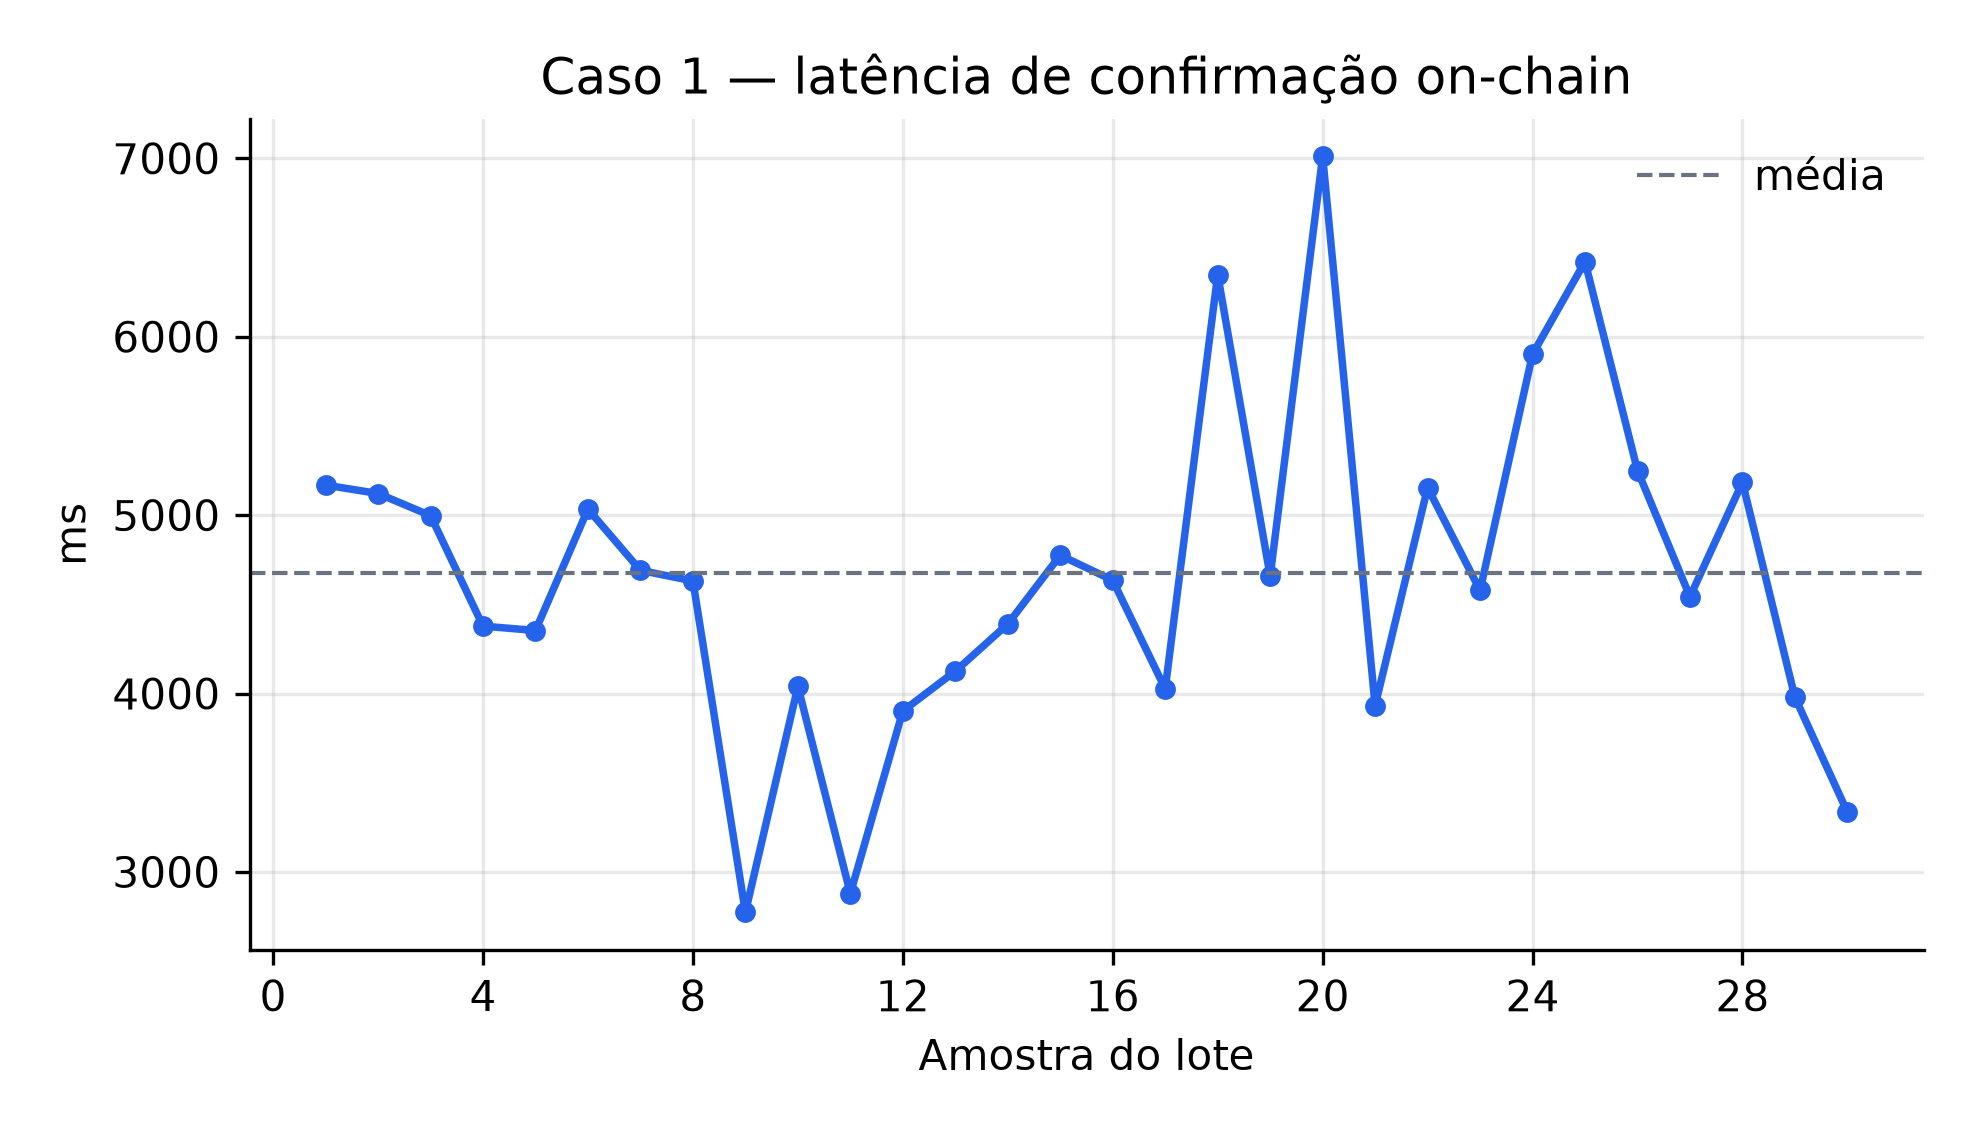 Caso 1 — latência de confirmação on-chain
média
7000
6000
5000
4000
3000
ms
0 4 8 12 16 20 24 28
Amostra do lote